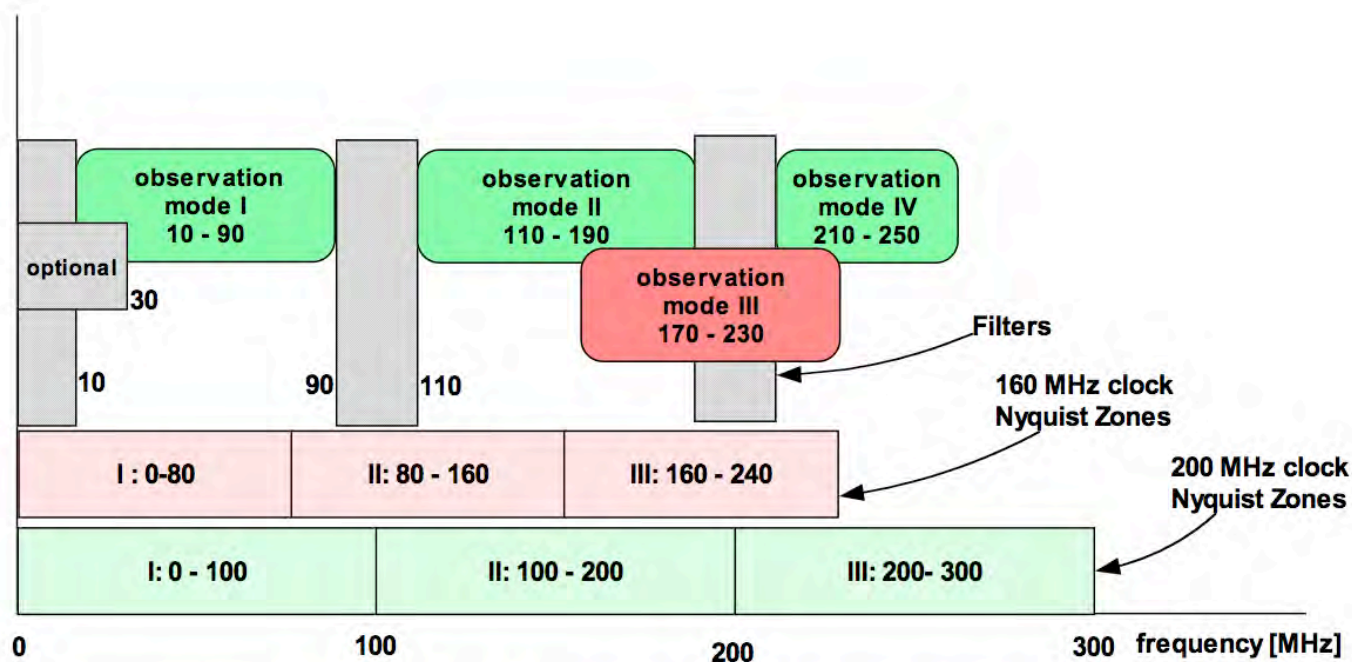 observation
mode I
10 - 90
observation
mode II
110 - 190
observation
mode IV
210 - 250
optional
30
observation
mode III
170 - 230
Filters
10
90
110
160 MHz clock
Nyquist Zones
I : 0-80
II: 80 - 160
III: 160 - 240
200 MHz clock
Nyquist Zones
I: 0 - 100
II: 100 - 200
III: 200- 300
0
100
200
300
frequency [MHz]